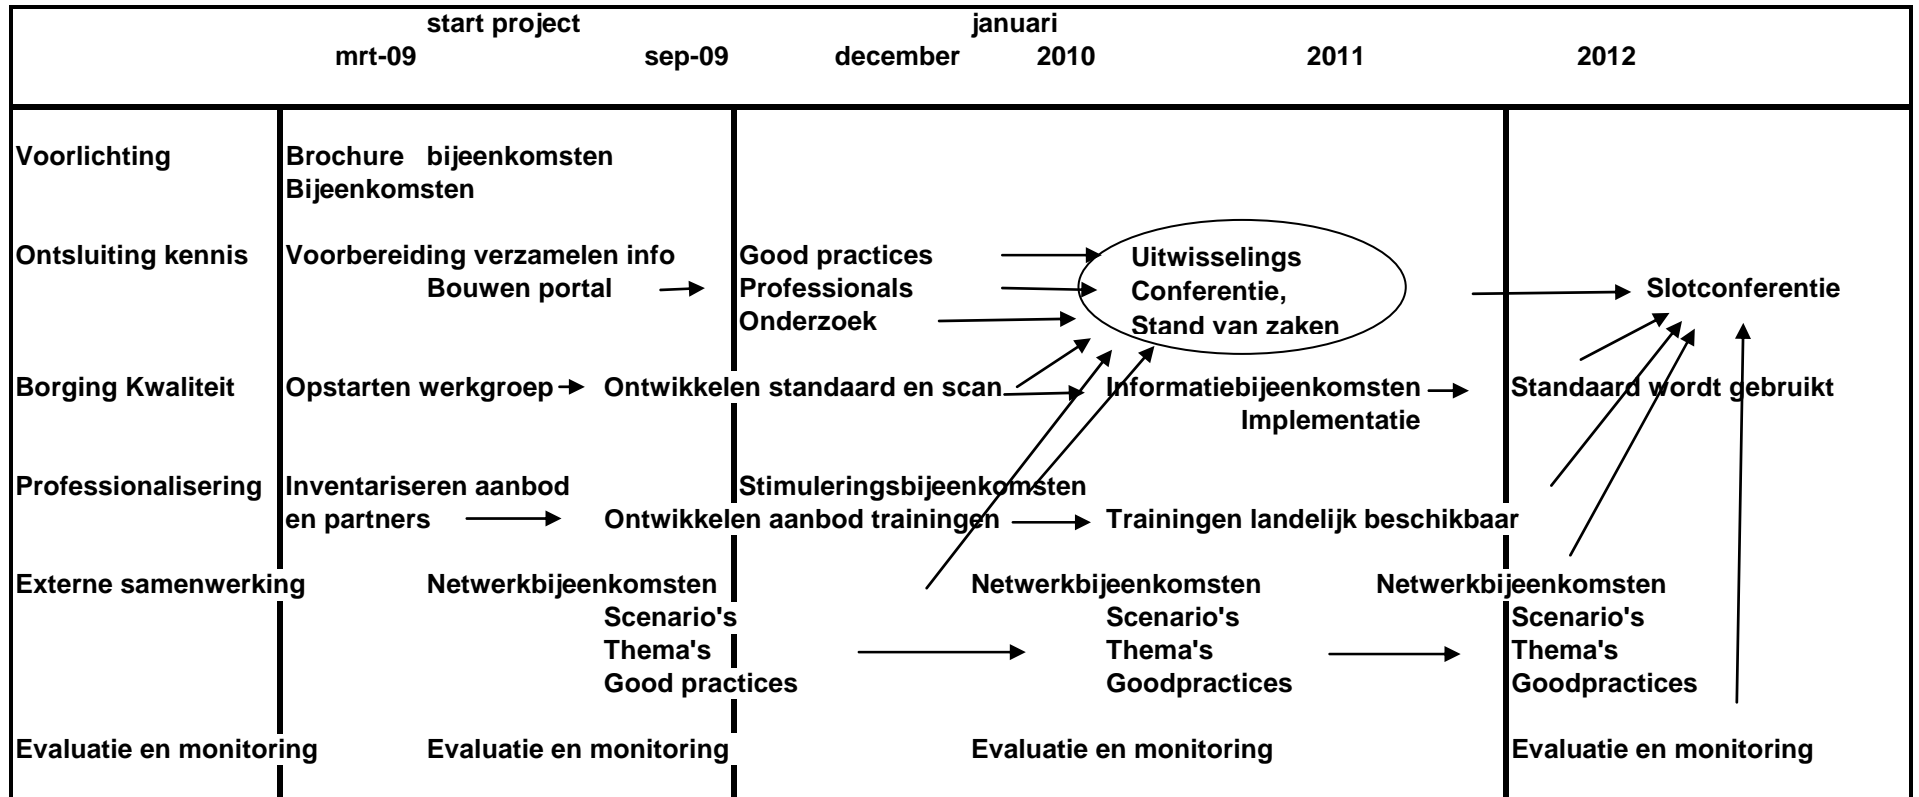 start project januari
mrt-09 sep-09 december 2010 2011 2012
Voorlichting Brochure bijeenkomsten
Bijeenkomsten
Ontsluiting kennis Voorbereiding verzamelen info Good practices Uitwisselings
Bouwen portal Professionals Conferentie, Slotconferentie
Onderzoek Stand van zaken
Borging Kwaliteit Opstarten werkgroep Ontwikkelen standaard en scan Informatiebijeenkomsten Standaard wordt gebruikt
Implementatie
Professionalisering Inventariseren aanbod Stimuleringsbijeenkomsten
en partners Ontwikkelen aanbod trainingen Trainingen landelijk beschikbaar
Externe samenwerking Netwerkbijeenkomsten Netwerkbijeenkomsten Netwerkbijeenkomsten
Scenario's Scenario's Scenario's
Thema's Thema's Thema's
Good practices Goodpractices Goodpractices
Evaluatie en monitoring Evaluatie en monitoring Evaluatie en monitoring Evaluatie en monitoring